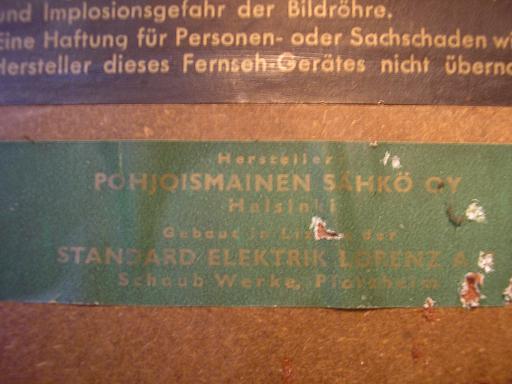 und Implosionsgefahr der Bildröhre.
Eine Haftung für Personen- oder Sachschaden
Hersteller dieses Fernseh-Gerätes nicht
Hersteller
POHJOISMAINEN SÄHKÖ OY
Helsinki
Gebaut in der
STANDARD ELEKTRIK LORENZ A
Schaub Werke, Pforzheim